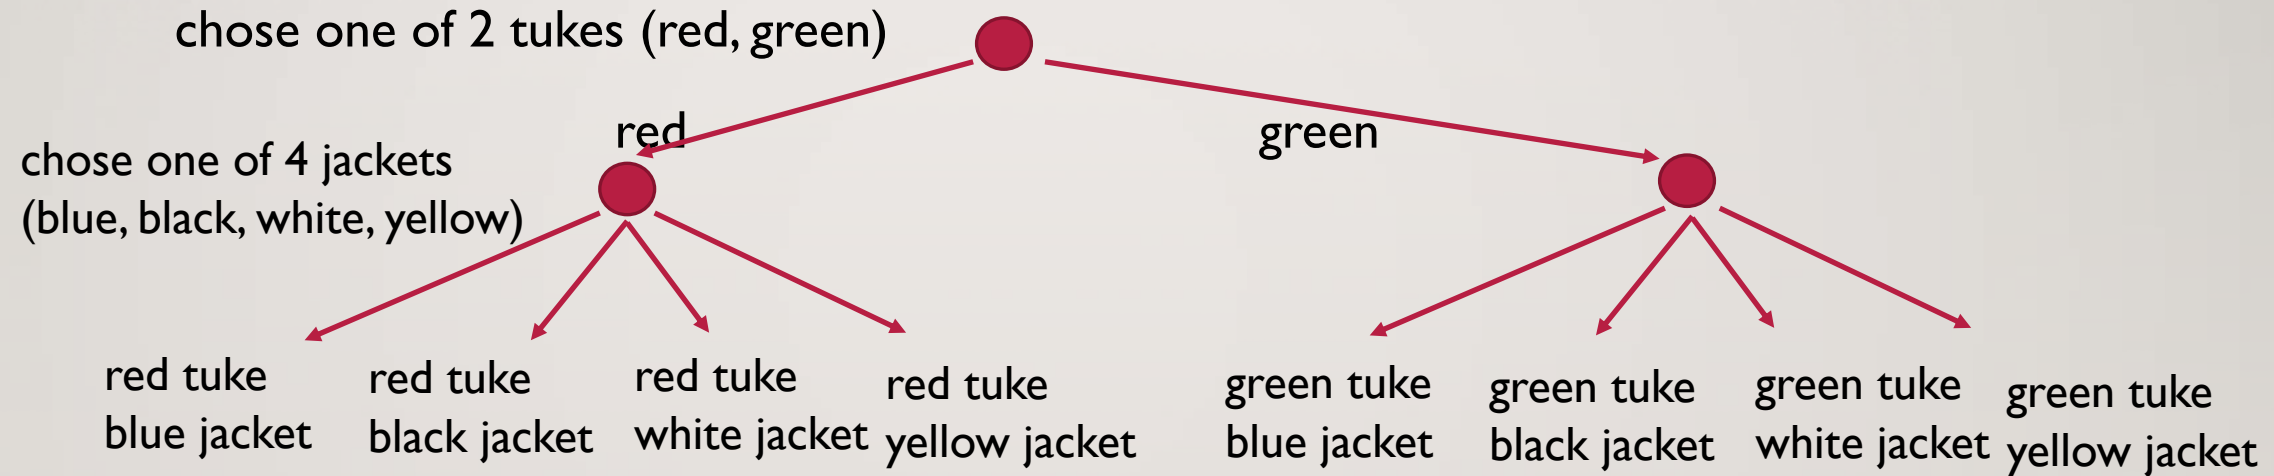 chose one of 2 tukes (red, green)
red
green
chose one of 4 jackets
(blue, black, white, yellow)
red tuke
blue jacket
red tuke
black jacket
red tuke
white jacket
red tuke
yellow jacket
green tuke
blue jacket
green tuke
black jacket
green tuke
white jacket
green tuke
yellow jacket